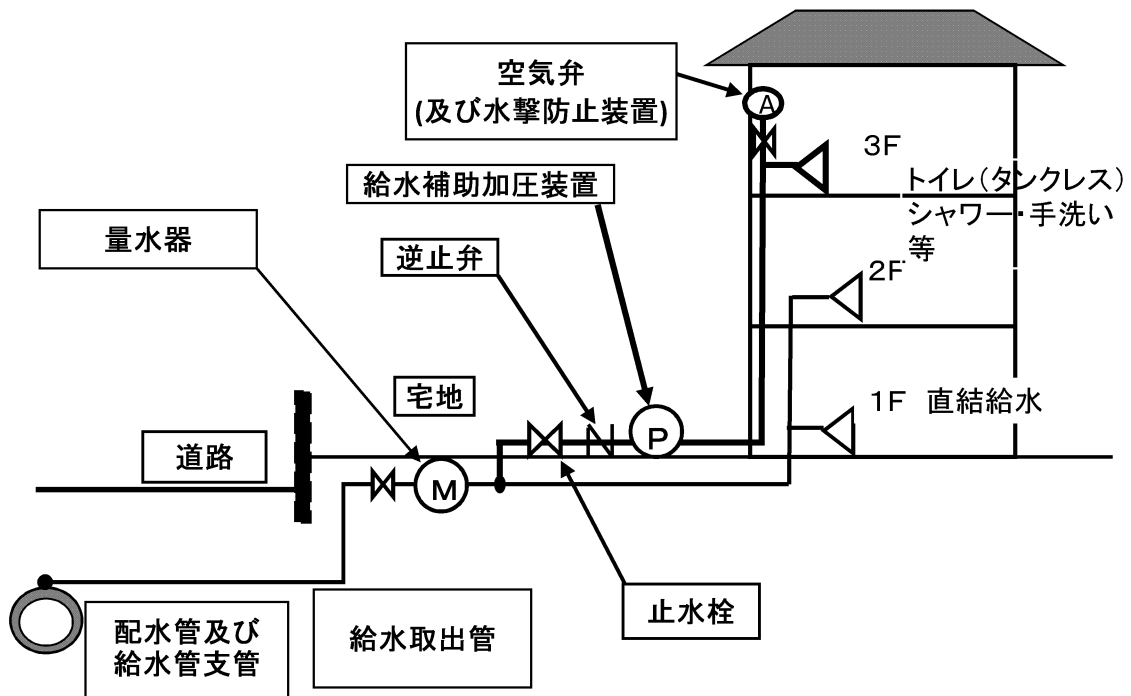 空気弁
(及び水撃防止装置)
A
3F
給水補助加圧装置
トイレ(タンクレス)
シャワー・手洗い
等
量水器
逆止弁
2F
宅地
1F 直結給水
道路
P
M
止水栓
配水管及び
給水管支管
給水取出管